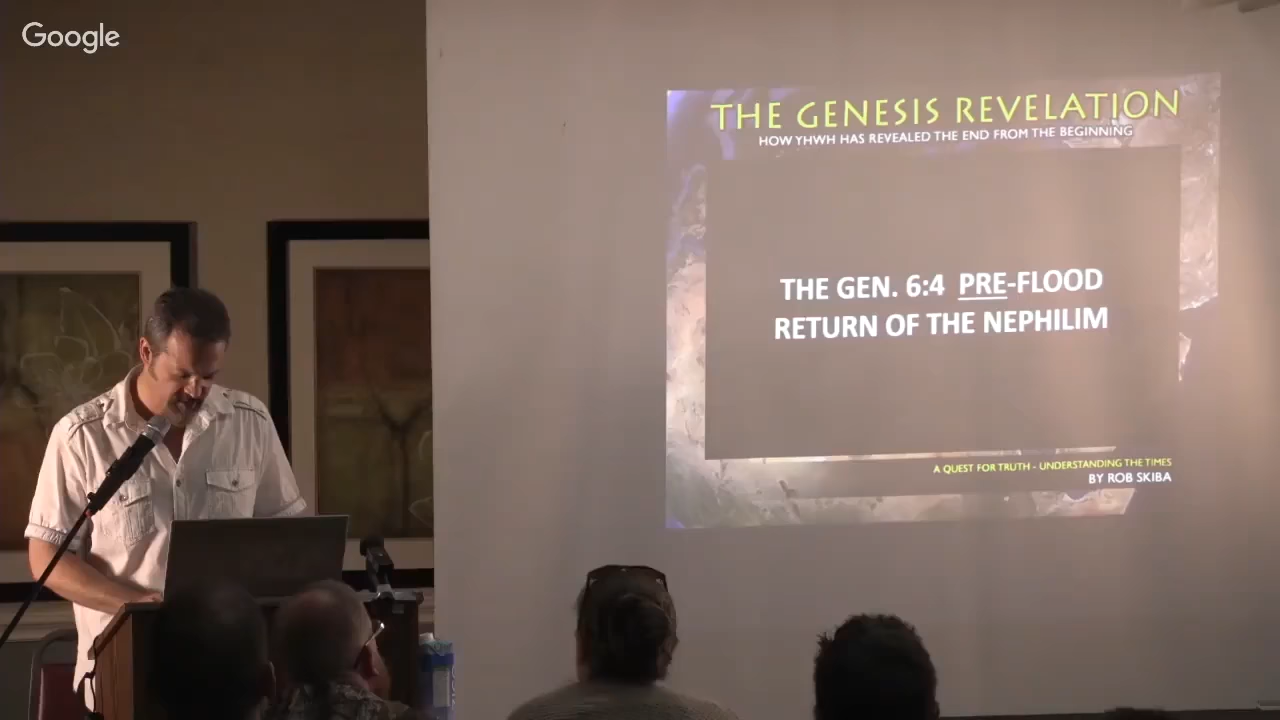 Google
THE GENESIS REVELATION
HOW YHWH HAS REVEALED THE END FROM THE BEGINNING
THE GEN. 6:4 PRE-FLOOD
RETURN OF THE NEPHILIM
A QUEST FOR TRUTH - UNDERSTANDING THE TIMES
BY ROB SKIBA